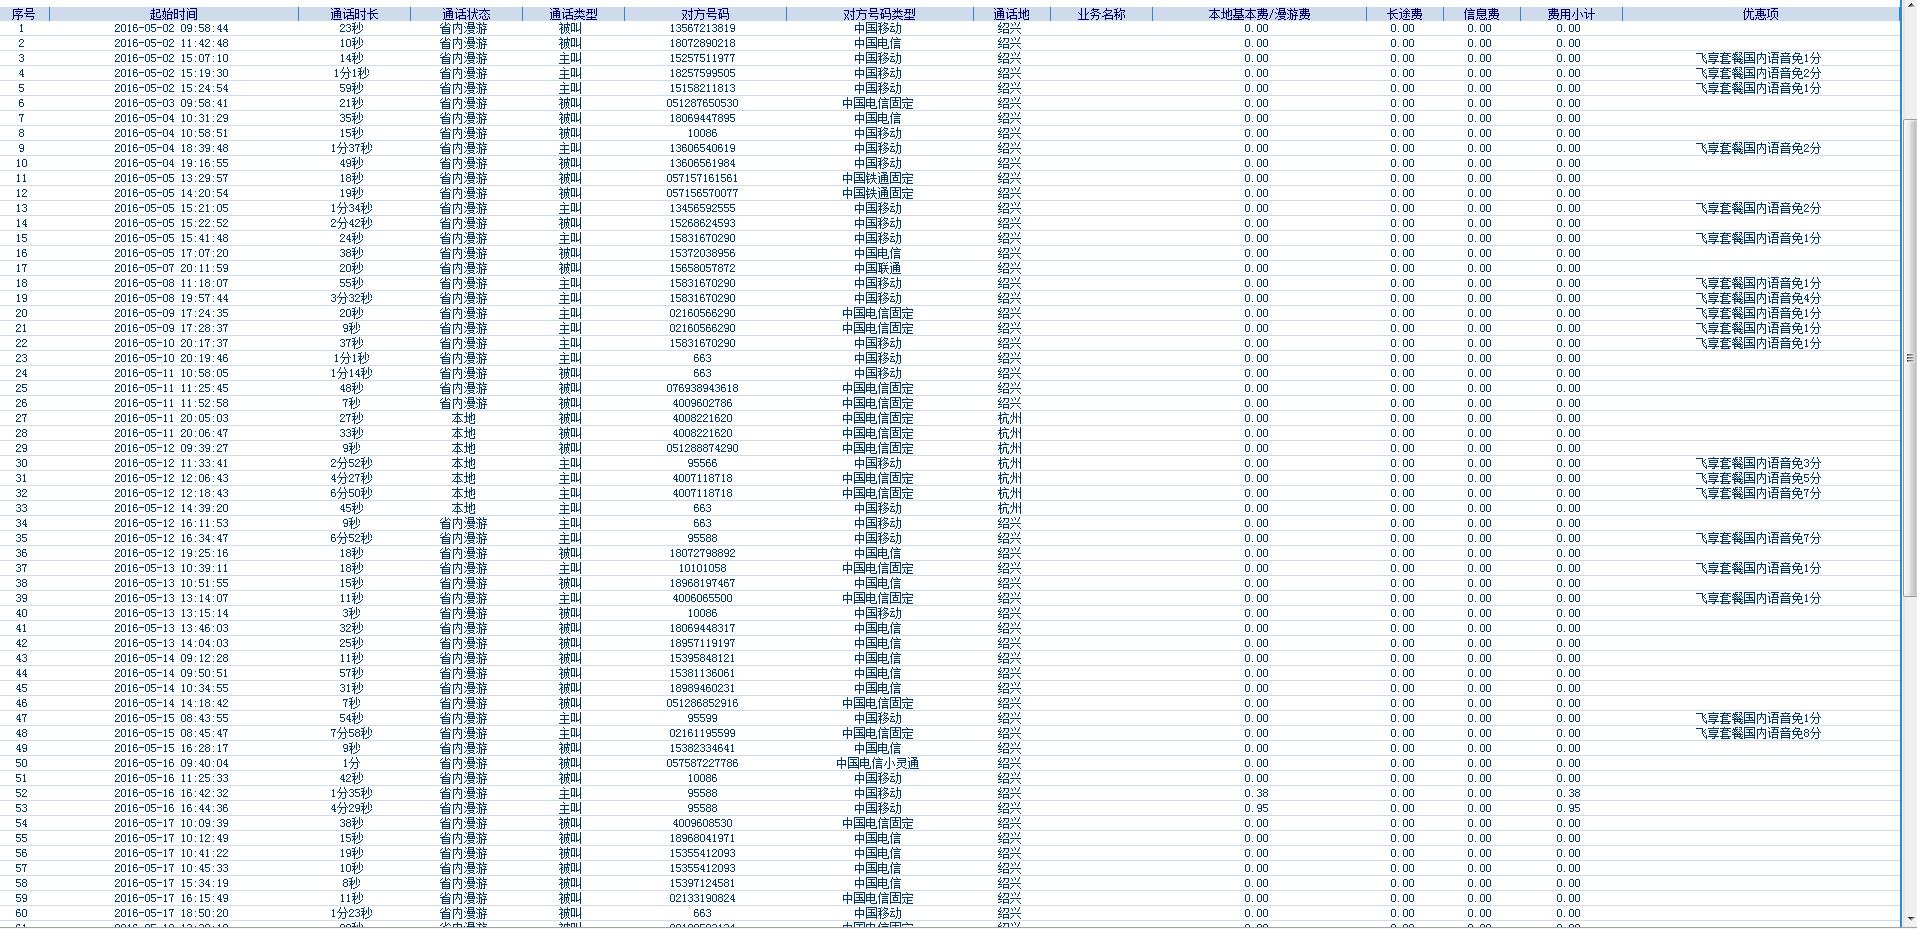 序号 起始时间 通话时长 通话状态 通话类型 对方号码 对方号码类型 通话地 业务名称 本地基本费/漫游费 长途费 信息费 费用小计 优惠项
1 2016-05-02 09:58:44 23秒 省内漫游 被叫 13567213819 中国移动 绍兴 0.00 0.00 0.00 0.00
2 2016-05-02 11:42:48 10秒 省内漫游 被叫 18072890218 中国电信 绍兴 0.00 0.00 0.00 0.00
3 2016-05-02 15:07:10 14秒 省内漫游 主叫 15257511977 中国移动 绍兴 0.00 0.00 0.00 0.00 飞享套餐国内语音免1分
4 2016-05-02 15:19:30 1分1秒 省内漫游 主叫 18257599505 中国移动 绍兴 0.00 0.00 0.00 0.00 飞享套餐国内语音免2分
5 2016-05-02 15:24:54 59秒 省内漫游 主叫 15158211813 中国移动 绍兴 0.00 0.00 0.00 0.00 飞享套餐国内语音免1分
6 2016-05-03 09:58:41 21秒 省内漫游 被叫 051287650530 中国电信固定 绍兴 0.00 0.00 0.00 0.00
7 2016-05-04 10:31:29 35秒 省内漫游 被叫 18069447895 中国电信 绍兴 0.00 0.00 0.00 0.00
8 2016-05-04 10:58:51 15秒 省内漫游 被叫 10086 中国移动 绍兴 0.00 0.00 0.00 0.00
9 2016-05-04 18:39:48 1分37秒 省内漫游 主叫 13606540619 中国移动 绍兴 0.00 0.00 0.00 0.00 飞享套餐国内语音免2分
10 2016-05-04 19:16:55 49秒 省内漫游 被叫 13606561984 中国移动 绍兴 0.00 0.00 0.00 0.00
11 2016-05-05 13:29:57 18秒 省内漫游 被叫 057157161561 中国铁通固定 绍兴 0.00 0.00 0.00 0.00
12 2016-05-05 14:20:54 19秒 省内漫游 被叫 057156570077 中国铁通固定 绍兴 0.00 0.00 0.00 0.00
13 2016-05-05 15:21:05 1分34秒 省内漫游 主叫 13456592555 中国移动 绍兴 0.00 0.00 0.00 0.00 飞享套餐国内语音免2分
14 2016-05-05 15:22:52 2分42秒 省内漫游 被叫 15268624593 中国移动 绍兴 0.00 0.00 0.00 0.00
15 2016-05-05 15:41:48 24秒 省内漫游 主叫 15831670290 中国移动 绍兴 0.00 0.00 0.00 0.00 飞享套餐国内语音免1分
16 2016-05-05 17:07:20 38秒 省内漫游 被叫 15372038956 中国电信 绍兴 0.00 0.00 0.00 0.00
17 2016-05-07 20:11:59 20秒 省内漫游 被叫 15658057872 中国联通 绍兴 0.00 0.00 0.00 0.00
18 2016-05-08 11:18:07 55秒 省内漫游 主叫 15831670290 中国移动 绍兴 0.00 0.00 0.00 0.00 飞享套餐国内语音免1分
19 2016-05-08 19:57:44 3分32秒 省内漫游 主叫 15831670290 中国移动 绍兴 0.00 0.00 0.00 0.00 飞享套餐国内语音免4分
20 2016-05-09 17:24:35 20秒 省内漫游 主叫 02160566290 中国电信固定 绍兴 0.00 0.00 0.00 0.00 飞享套餐国内语音免1分
21 2016-05-09 17:28:37 9秒 省内漫游 主叫 02160566290 中国电信固定 绍兴 0.00 0.00 0.00 0.00 飞享套餐国内语音免1分
22 2016-05-10 20:17:37 37秒 省内漫游 主叫 15831670290 中国移动 绍兴 0.00 0.00 0.00 0.00 飞享套餐国内语音免1分
23 2016-05-10 20:19:46 1分1秒 省内漫游 主叫 663 中国移动 绍兴 0.00 0.00 0.00 0.00
24 2016-05-11 10:58:05 1分14秒 省内漫游 被叫 663 中国移动 绍兴 0.00 0.00 0.00 0.00
25 2016-05-11 11:25:45 48秒 省内漫游 被叫 076938943618 中国电信固定 绍兴 0.00 0.00 0.00 0.00
26 2016-05-11 11:52:58 7秒 省内漫游 被叫 4009602786 中国电信固定 绍兴 0.00 0.00 0.00 0.00
27 2016-05-11 20:05:03 27秒 本地 被叫 4008221620 中国电信固定 杭州 0.00 0.00 0.00 0.00
28 2016-05-11 20:06:47 33秒 本地 被叫 4008221620 中国电信固定 杭州 0.00 0.00 0.00 0.00
29 2016-05-12 09:39:27 9秒 本地 被叫 051288874290 中国电信固定 杭州 0.00 0.00 0.00 0.00
30 2016-05-12 11:33:41 2分52秒 本地 主叫 95566 中国移动 杭州 0.00 0.00 0.00 0.00 飞享套餐国内语音免3分
31 2016-05-12 12:06:43 4分27秒 本地 主叫 4007118718 中国电信固定 杭州 0.00 0.00 0.00 0.00 飞享套餐国内语音免5分
32 2016-05-12 12:18:43 6分50秒 本地 主叫 4007118718 中国电信固定 杭州 0.00 0.00 0.00 0.00 飞享套餐国内语音免7分
33 2016-05-12 14:39:20 45秒 本地 主叫 663 中国移动 杭州 0.00 0.00 0.00 0.00
34 2016-05-12 16:11:53 9秒 省内漫游 主叫 663 中国移动 绍兴 0.00 0.00 0.00 0.00
35 2016-05-12 16:34:47 6分52秒 省内漫游 主叫 95588 中国移动 绍兴 0.00 0.00 0.00 0.00 飞享套餐国内语音免7分
36 2016-05-12 19:25:16 18秒 省内漫游 被叫 18072798892 中国电信 绍兴 0.00 0.00 0.00 0.00
37 2016-05-13 10:39:11 18秒 省内漫游 主叫 10101058 中国电信固定 绍兴 0.00 0.00 0.00 0.00 飞享套餐国内语音免1分
38 2016-05-13 10:51:55 15秒 省内漫游 被叫 18968197467 中国电信 绍兴 0.00 0.00 0.00 0.00
39 2016-05-13 13:14:07 11秒 省内漫游 主叫 4006065500 中国电信固定 绍兴 0.00 0.00 0.00 0.00 飞享套餐国内语音免1分
40 2016-05-13 13:15:14 3秒 省内漫游 被叫 10086 中国移动 绍兴 0.00 0.00 0.00 0.00
41 2016-05-13 13:46:03 32秒 省内漫游 被叫 18069448317 中国电信 绍兴 0.00 0.00 0.00 0.00
42 2016-05-13 14:04:03 25秒 省内漫游 被叫 18957119197 中国电信 绍兴 0.00 0.00 0.00 0.00
43 2016-05-14 09:12:28 11秒 省内漫游 被叫 15395848121 中国电信 绍兴 0.00 0.00 0.00 0.00
44 2016-05-14 09:50:51 57秒 省内漫游 被叫 15381136061 中国电信 绍兴 0.00 0.00 0.00 0.00
45 2016-05-14 10:34:55 31秒 省内漫游 被叫 18989460231 中国电信 绍兴 0.00 0.00 0.00 0.00
46 2016-05-14 14:18:42 7秒 省内漫游 被叫 051286852916 中国电信固定 绍兴 0.00 0.00 0.00 0.00
47 2016-05-15 08:43:55 54秒 省内漫游 主叫 95599 中国移动 绍兴 0.00 0.00 0.00 0.00 飞享套餐国内语音免1分
48 2016-05-15 08:45:47 7分58秒 省内漫游 主叫 02161195599 中国电信固定 绍兴 0.00 0.00 0.00 0.00 飞享套餐国内语音免8分
49 2016-05-15 16:28:17 9秒 省内漫游 被叫 15382334641 中国电信 绍兴 0.00 0.00 0.00 0.00
50 2016-05-16 09:40:04 1分 省内漫游 被叫 057587227786 中国电信小灵通 绍兴 0.00 0.00 0.00 0.00
51 2016-05-16 11:25:33 42秒 省内漫游 被叫 10086 中国移动 绍兴 0.00 0.00 0.00 0.00
52 2016-05-16 16:42:32 1分35秒 省内漫游 主叫 95588 中国移动 绍兴 0.38 0.00 0.00 0.38
53 2016-05-16 16:44:36 4分29秒 省内漫游 主叫 95588 中国移动 绍兴 0.95 0.00 0.00 0.95
54 2016-05-17 10:09:39 38秒 省内漫游 被叫 4009608530 中国电信固定 绍兴 0.00 0.00 0.00 0.00
55 2016-05-17 10:12:49 15秒 省内漫游 被叫 18968041971 中国电信 绍兴 0.00 0.00 0.00 0.00
56 2016-05-17 10:41:22 19秒 省内漫游 被叫 15355412093 中国电信 绍兴 0.00 0.00 0.00 0.00
57 2016-05-17 10:45:33 10秒 省内漫游 被叫 15355412093 中国电信 绍兴 0.00 0.00 0.00 0.00
58 2016-05-17 15:34:19 8秒 省内漫游 被叫 15397124581 中国电信 绍兴 0.00 0.00 0.00 0.00
59 2016-05-17 16:15:49 11秒 省内漫游 被叫 02133190824 中国电信固定 绍兴 0.00 0.00 0.00 0.00
60 2016-05-17 18:50:20 1分23秒 省内漫游 被叫 663 中国移动 绍兴 0.00 0.00 0.00 0.00